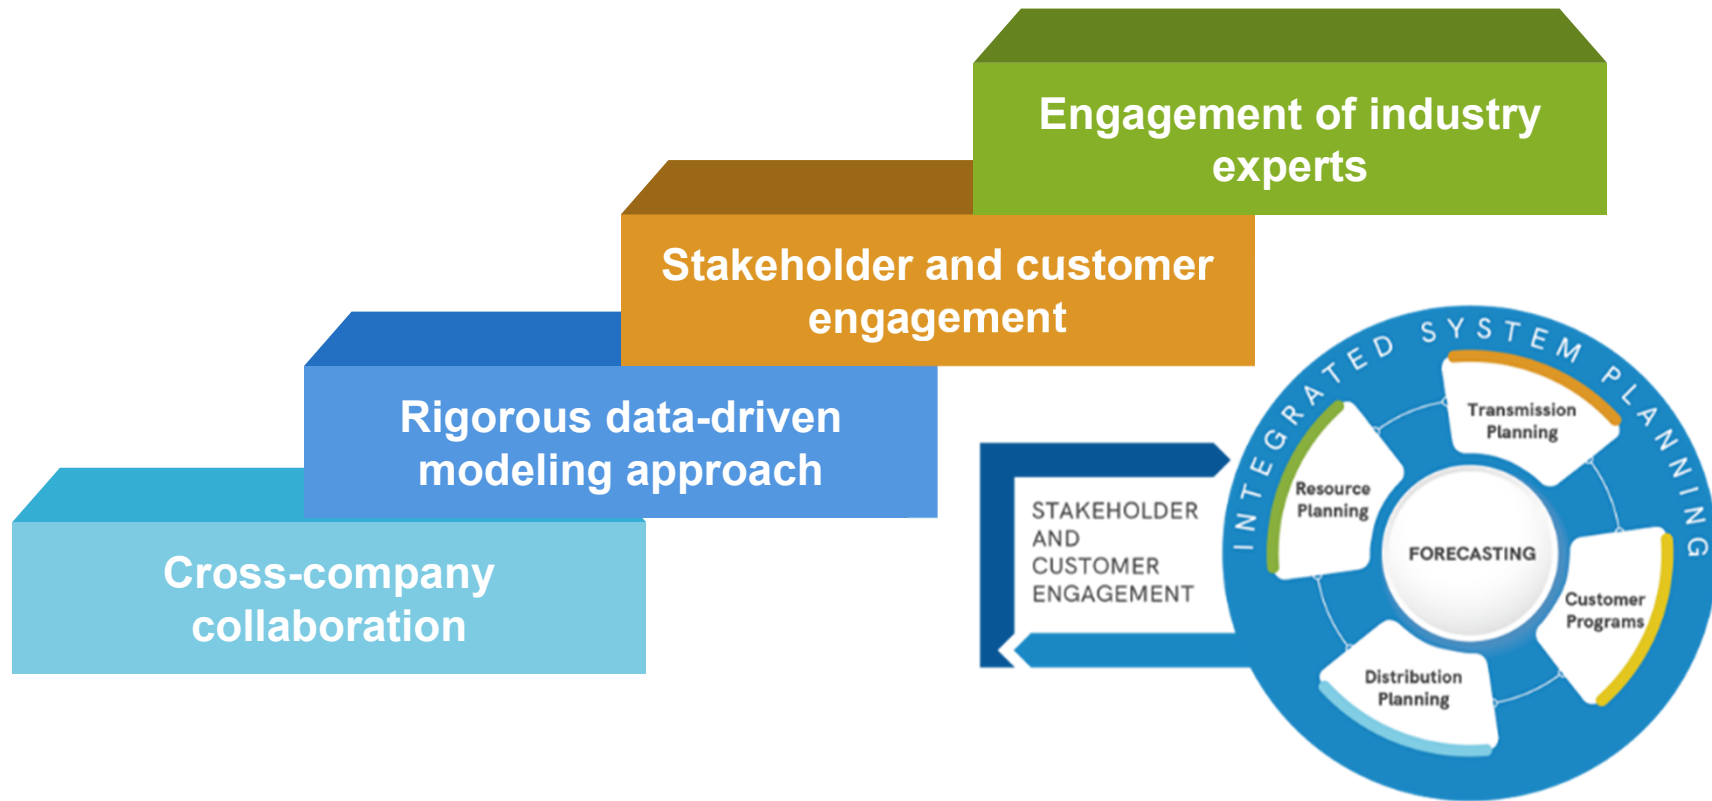 Engagement of industry
experts
Stakeholder and customer
engagement
Rigorous data-driven
modeling approach
Cross-company
collaboration
STAKEHOLDER
AND
CUSTOMER
ENGAGEMENT
INTEGRATED SYSTEM PLANNING
Transmission
Planning
Resource
Planning
FORECASTING
Customer
Programs
Distribution
Planning